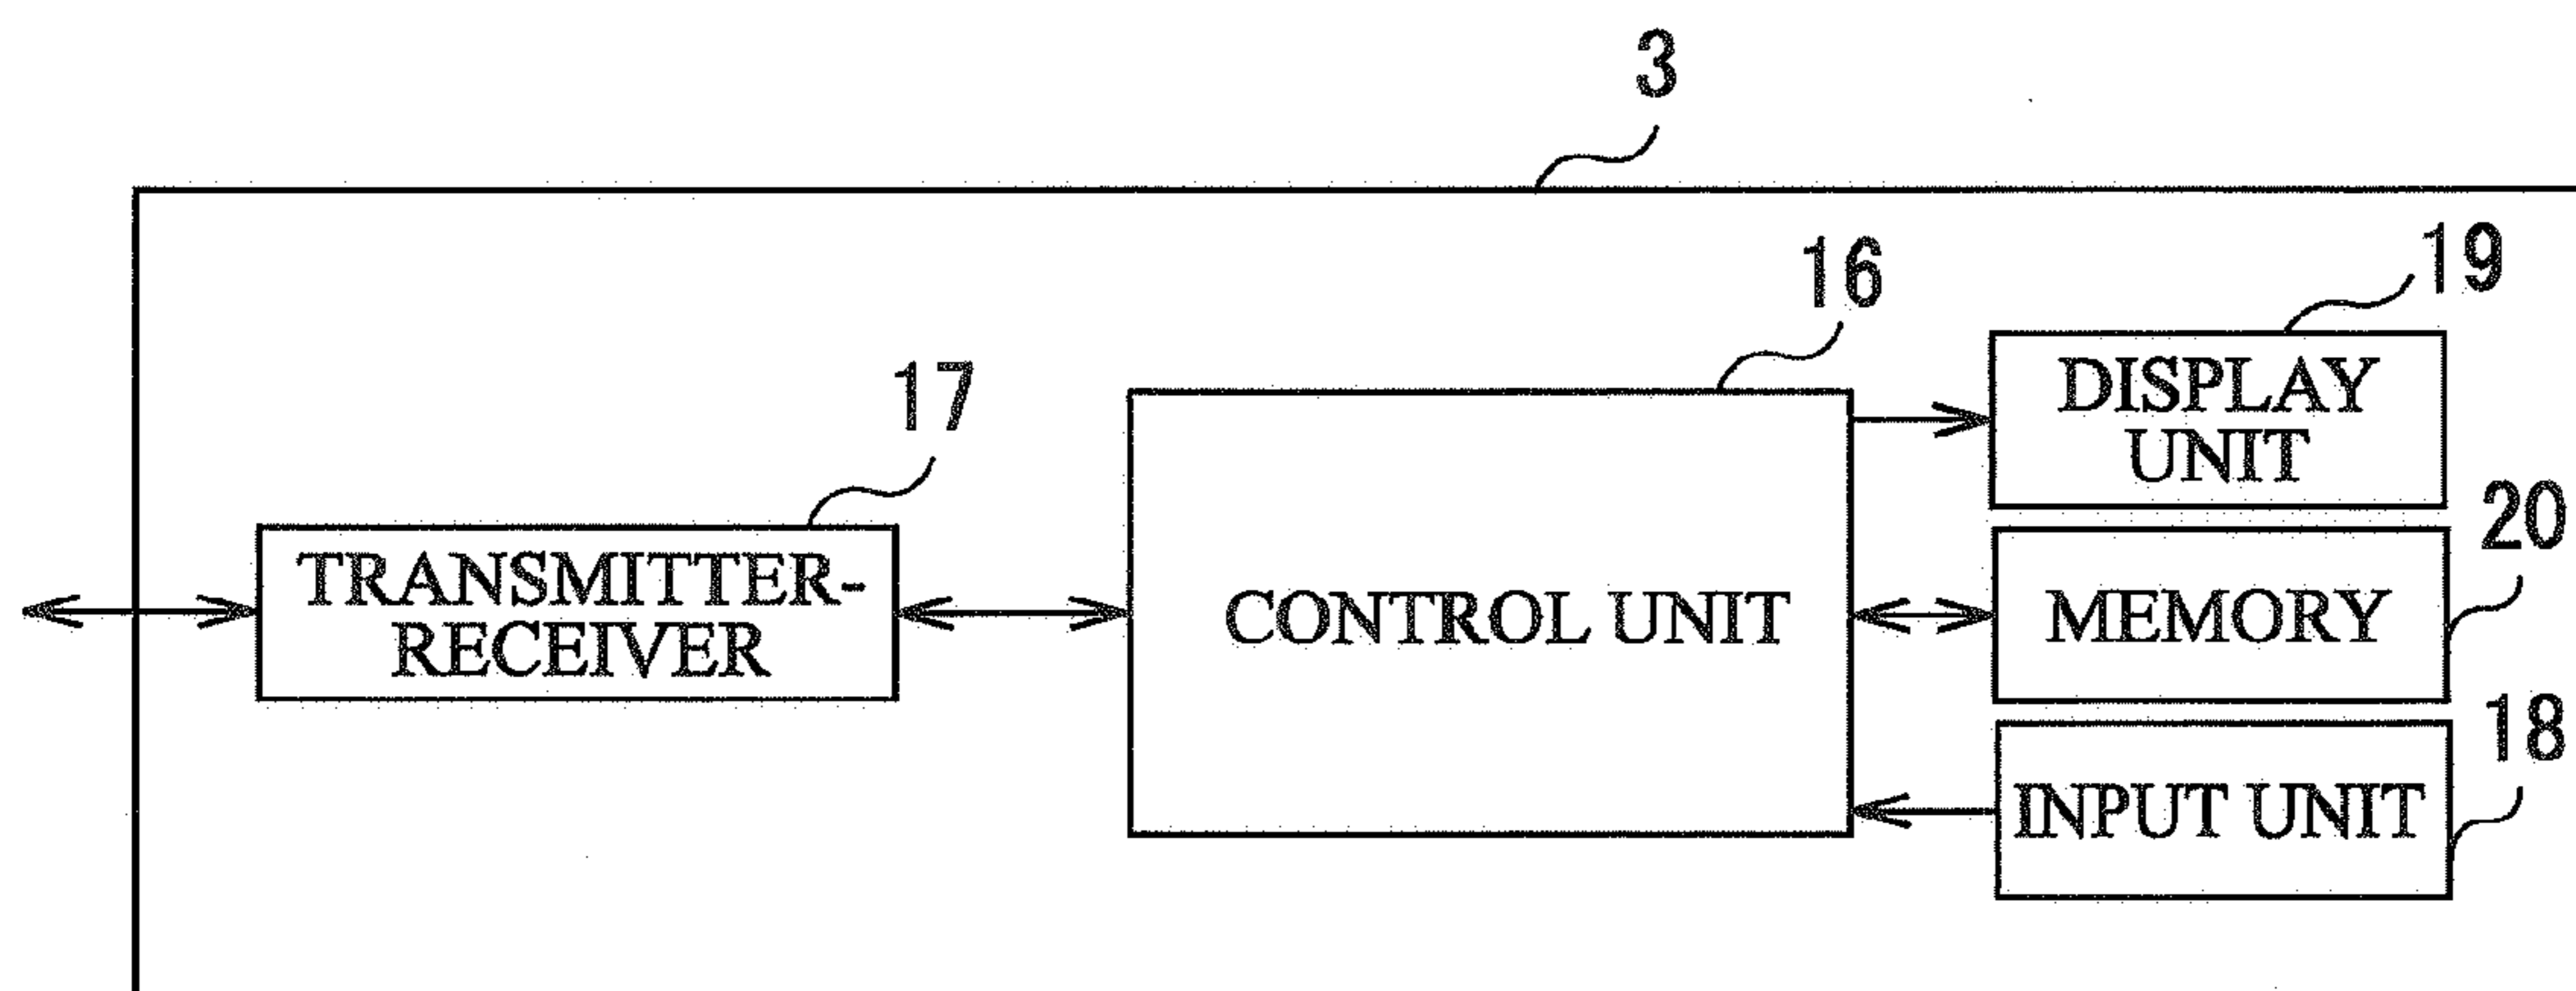 3
16
19
DISPLAY
UNIT
17
20
TRANSMITTER-
RECEIVER
CONTROL UNIT
MEMORY
18
INPUT UNIT